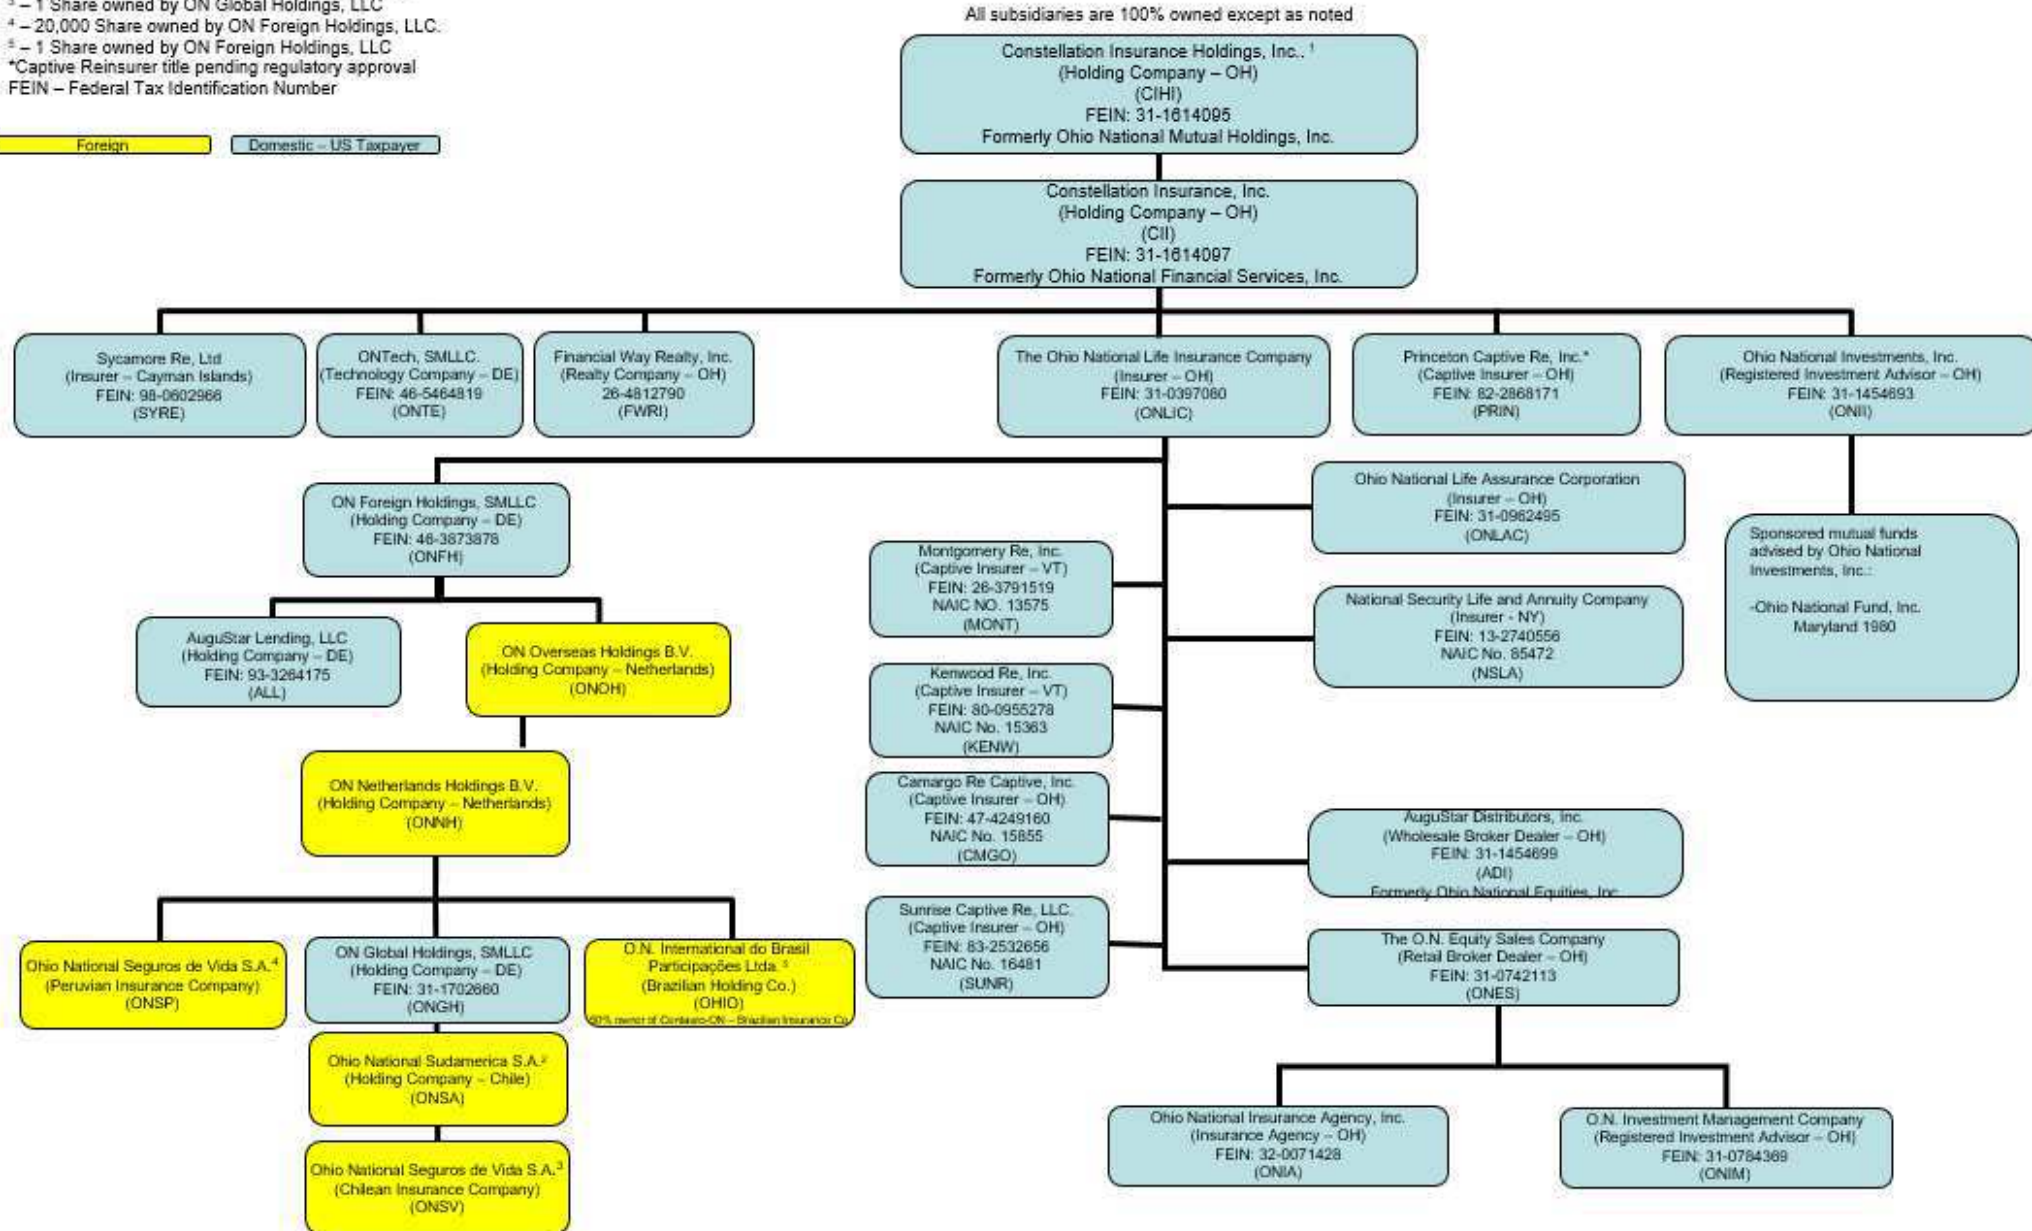 ³ – 1 Share owned by ON Global Holdings, LLC
⁴ – 20,000 Share owned by ON Foreign Holdings, LLC.
⁵ – 1 Share owned by ON Foreign Holdings, LLC
*Captive Reinsurer title pending regulatory approval
FEIN – Federal Tax Identification Number
Foreign
Domestic – US Taxpayer
All subsidiaries are 100% owned except as noted
Constellation Insurance Holdings, Inc.. ¹
(Holding Company – OH)
(CIHI)
FEIN: 31-1614095
Formerly Ohio National Mutual Holdings, Inc.
Constellation Insurance, Inc.
(Holding Company – OH)
(CII)
FEIN: 31-1614097
Formerly Ohio National Financial Services, Inc.
Sycamore Re, Ltd
(Insurer – Cayman Islands)
FEIN: 98-0602966
(SYRE)
ONTech, SMLLC.
(Technology Company – DE)
FEIN: 46-5464819
(ONTE)
Financial Way Realty, Inc.
(Realty Company – OH)
26-4812790
(FWRI)
The Ohio National Life Insurance Company
(Insurer – OH)
FEIN: 31-0397080
(ONLIC)
Princeton Captive Re, Inc.*
(Captive Insurer – OH)
FEIN: 82-2868171
(PRIN)
Ohio National Investments, Inc.
(Registered Investment Advisor – OH)
FEIN: 31-1454693
(ONII)
ON Foreign Holdings, SMLLC
(Holding Company – DE)
FEIN: 46-3873878
(ONFH)
Ohio National Life Assurance Corporation
(Insurer – OH)
FEIN: 31-0962495
(ONLAC)
Sponsored mutual funds
advised by Ohio National
Investments, Inc.:
-Ohio National Fund, Inc.
Maryland 1980
Montgomery Re, Inc.
(Captive Insurer – VT)
FEIN: 26-3791519
NAIC NO. 13575
(MONT)
National Security Life and Annuity Company
(Insurer - NY)
FEIN: 13-2740556
NAIC No. 85472
(NSLA)
AuguStar Lending, LLC
(Holding Company – DE)
FEIN: 93-3264175
(ALL)
ON Overseas Holdings B.V.
(Holding Company – Netherlands)
(ONOH)
Kenwood Re, Inc.
(Captive Insurer – VT)
FEIN: 80-0955278
NAIC No. 15363
(KENW)
ON Netherlands Holdings B.V.
(Holding Company – Netherlands)
(ONNH)
Camargo Re Captive, Inc.
(Captive Insurer – OH)
FEIN: 47-4249160
NAIC No. 15855
(CMGO)
AuguStar Distributors, Inc.
(Wholesale Broker Dealer – OH)
FEIN: 31-1454699
(ADI)
Formerly Ohio National Equities, Inc
Sunrise Captive Re, LLC.
(Captive Insurer – OH)
FEIN: 83-2532656
NAIC No. 16481
(SUNR)
The O.N. Equity Sales Company
(Retail Broker Dealer – OH)
FEIN: 31-0742113
(ONES)
Ohio National Seguros de Vida S.A.⁴
(Peruvian Insurance Company)
(ONSP)
ON Global Holdings, SMLLC
(Holding Company – DE)
FEIN: 31-1702660
(ONGH)
O.N. International do Brasil
Participações Ltda. ⁵
(Brazilian Holding Co.)
(OHIO)
50% owner of Centauro-ON – Brazilian Insurance Co
Ohio National Sudamerica S.A.²
(Holding Company – Chile)
(ONSA)
Ohio National Seguros de Vida S.A.³
(Chilean Insurance Company)
(ONSV)
Ohio National Insurance Agency, Inc.
(Insurance Agency – OH)
FEIN: 32-0071428
(ONIA)
O.N. Investment Management Company
(Registered Investment Advisor – OH)
FEIN: 31-0784369
(ONIM)